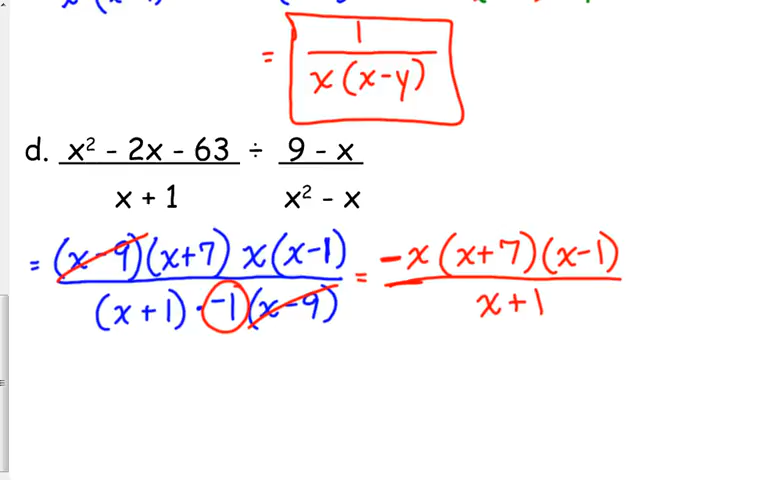 = 1 / x(x-y)
d. x² - 2x - 63 / x + 1 ÷ 9 - x / x² - x
= (x-9)(x+7) x(x-1) / (x+1) · -1(x-9) = -x(x+7)(x-1) / x+1